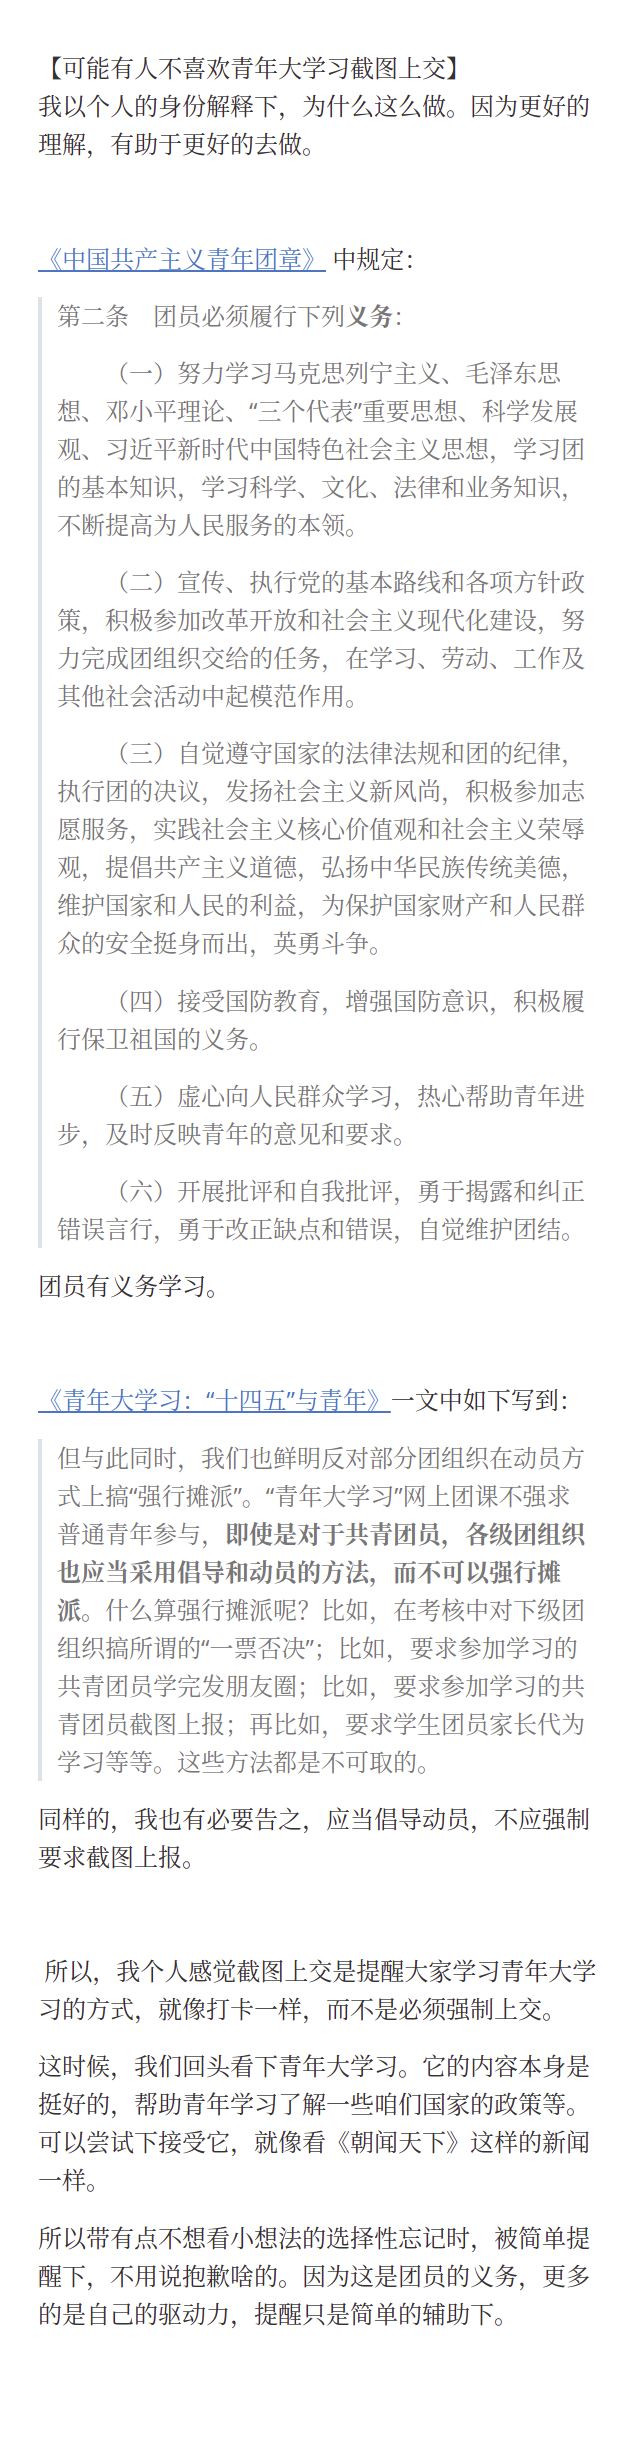 【可能有人不喜欢青年大学习截图上交】
我以个人的身份解释下，为什么这么做。因为更好的
理解，有助于更好的去做。
《中国共产主义青年团章》 中规定：
第二条　团员必须履行下列义务：
（一）努力学习马克思列宁主义、毛泽东思
想、邓小平理论、“三个代表”重要思想、科学发展
观、习近平新时代中国特色社会主义思想，学习团
的基本知识，学习科学、文化、法律和业务知识，
不断提高为人民服务的本领。
（二）宣传、执行党的基本路线和各项方针政
策，积极参加改革开放和社会主义现代化建设，努
力完成团组织交给的任务，在学习、劳动、工作及
其他社会活动中起模范作用。
（三）自觉遵守国家的法律法规和团的纪律，
执行团的决议，发扬社会主义新风尚，积极参加志
愿服务，实践社会主义核心价值观和社会主义荣辱
观，提倡共产主义道德，弘扬中华民族传统美德，
维护国家和人民的利益，为保护国家财产和人民群
众的安全挺身而出，英勇斗争。
（四）接受国防教育，增强国防意识，积极履
行保卫祖国的义务。
（五）虚心向人民群众学习，热心帮助青年进
步，及时反映青年的意见和要求。
（六）开展批评和自我批评，勇于揭露和纠正
错误言行，勇于改正缺点和错误，自觉维护团结。
团员有义务学习。
《青年大学习：“十四五”与青年》一文中如下写到：
但与此同时，我们也鲜明反对部分团组织在动员方
式上搞“强行摊派”。“青年大学习”网上团课不强求
普通青年参与，即使是对于共青团员，各级团组织
也应当采用倡导和动员的方法，而不可以强行摊
派。什么算强行摊派呢？比如，在考核中对下级团
组织搞所谓的“一票否决”；比如，要求参加学习的
共青团员学完发朋友圈；比如，要求参加学习的共
青团员截图上报；再比如，要求学生团员家长代为
学习等等。这些方法都是不可取的。
同样的，我也有必要告之，应当倡导动员，不应强制
要求截图上报。
所以，我个人感觉截图上交是提醒大家学习青年大学
习的方式，就像打卡一样，而不是必须强制上交。
这时候，我们回头看下青年大学习。它的内容本身是
挺好的，帮助青年学习了解一些咱们国家的政策等。
可以尝试下接受它，就像看《朝闻天下》这样的新闻
一样。
所以带有点不想看小想法的选择性忘记时，被简单提
醒下，不用说抱歉啥的。因为这是团员的义务，更多
的是自己的驱动力，提醒只是简单的辅助下。